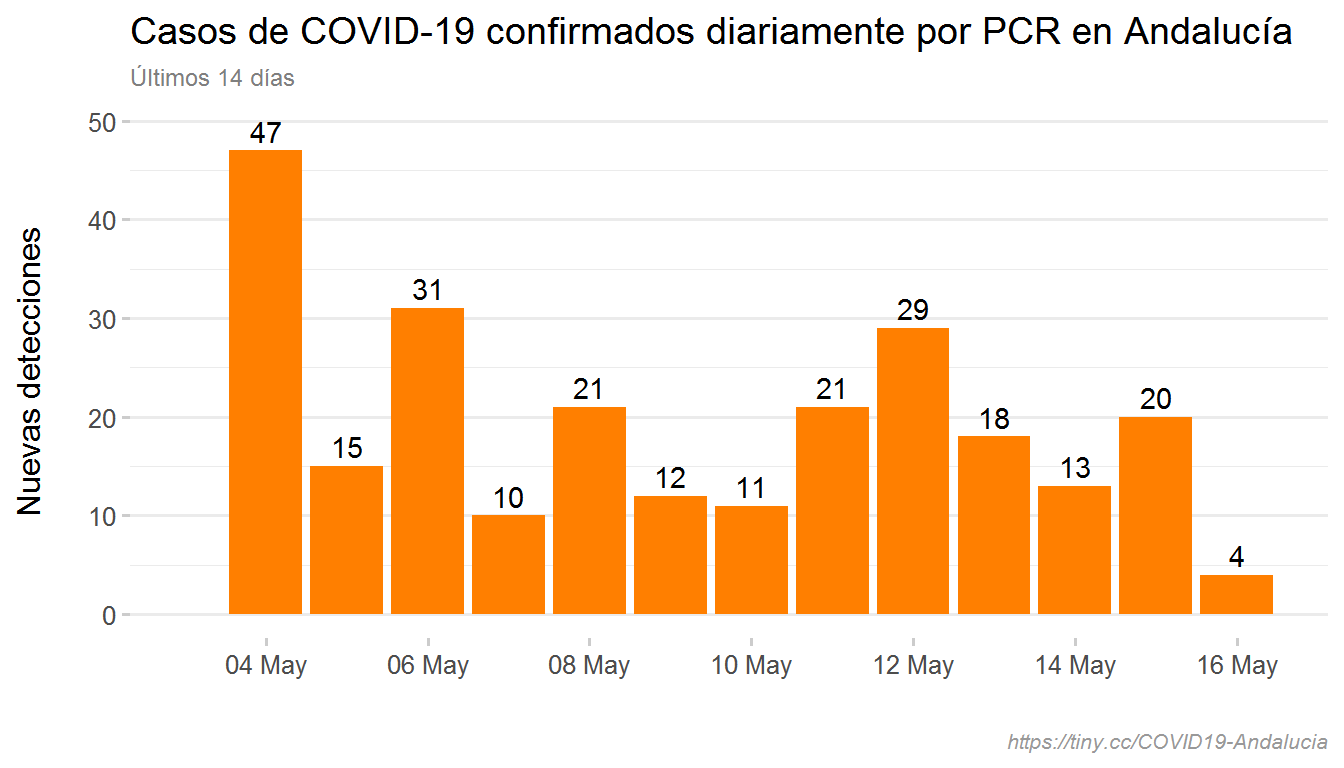 Casos de COVID-19 confirmados diariamente por PCR en Andalucía
Últimos 14 días
Nuevas detecciones
50
40
30
20
10
0
47
15
31
10
21
12
11
21
29
18
13
20
4
04 May
06 May
08 May
10 May
12 May
14 May
16 May
https://tiny.cc/COVID19-Andalucia